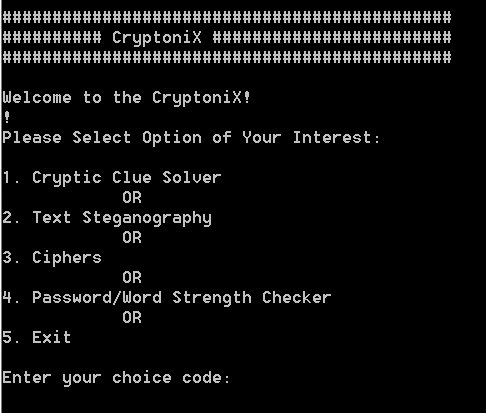 #############################################
########## CryptoniX ########################
#############################################
Welcome to the CryptoniX!
!
Please Select Option of Your Interest:
1. Cryptic Clue Solver
OR
2. Text Steganography
OR
3. Ciphers
OR
4. Password/Word Strength Checker
OR
5. Exit
Enter your choice code: